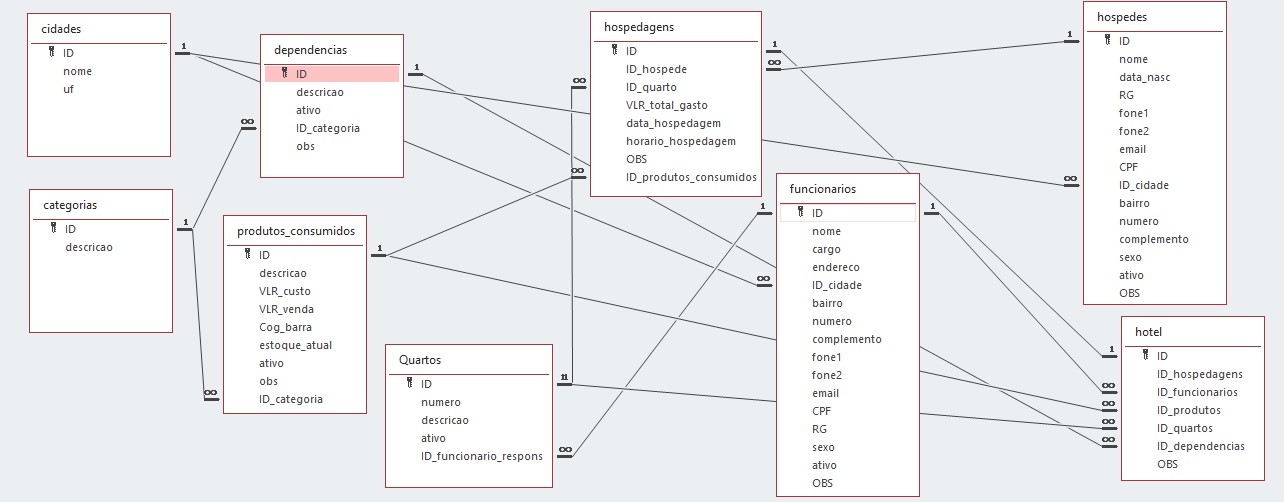 cidades
ID
nome
uf
dependencias
ID
descricao
ativo
ID_categoria
obs
hospedagens
ID
ID_hospede
ID_quarto
VLR_total_gasto
data_hospedagem
horario_hospedagem
OBS
ID_produtos_consumidos
hospedes
ID
nome
data_nasc
RG
fone1
fone2
email
CPF
ID_cidade
bairro
numero
complemento
sexo
ativo
OBS
categorias
ID
descricao
produtos_consumidos
ID
descricao
VLR_custo
VLR_venda
Cog_barra
estoque_atual
ativo
obs
ID_categoria
Quartos
ID
numero
descricao
ativo
ID_funcionario_respons
funcionarios
ID
nome
cargo
endereco
ID_cidade
bairro
numero
complemento
fone1
fone2
email
CPF
RG
sexo
ativo
OBS
hotel
ID
ID_hospedagens
ID_funcionarios
ID_produtos
ID_quartos
ID_dependencias
OBS
1
∞
1
1
∞
1
∞
∞
1
∞
1
∞
1
∞
1
1
∞
11
∞
1
∞
∞
∞
∞